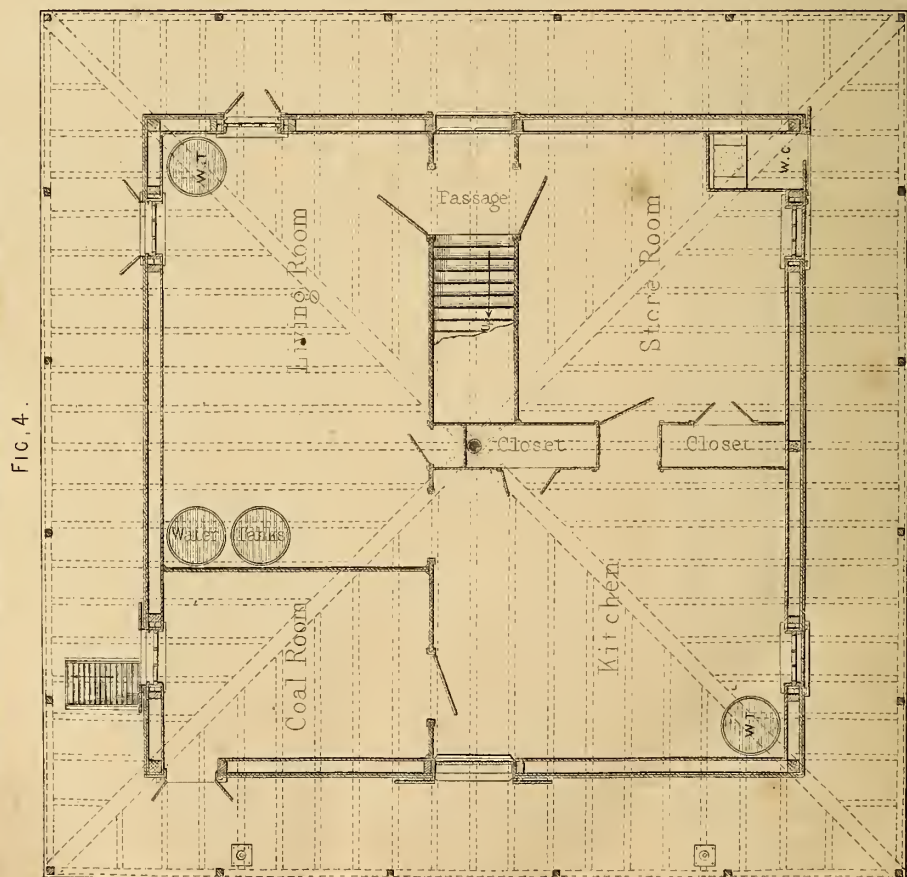 FIG. 4.
W.T
W.C
Passage
Living Room
Store Room
Closet
Closet
Water
Tanks
Coal Room
Kitchen
W.T